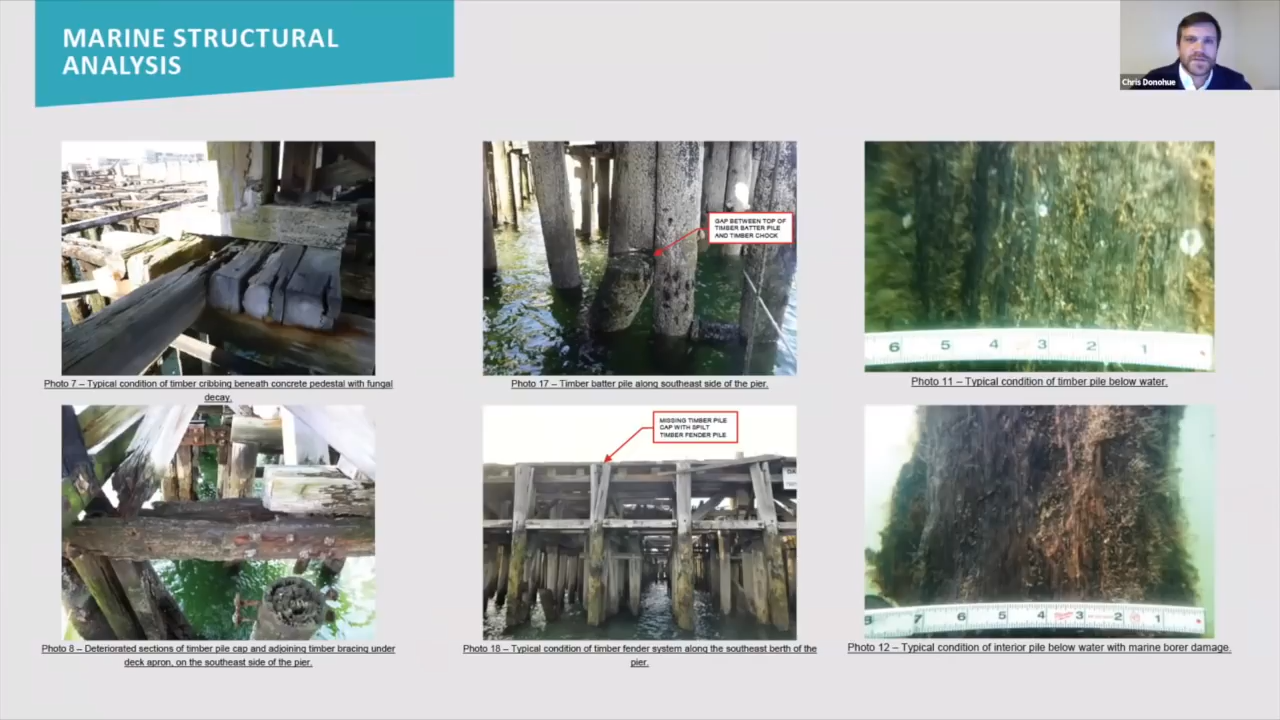 MARINE STRUCTURAL
ANALYSIS
Chris Donohue
Photo 7 – Typical condition of timber cribbing beneath concrete pedestal with fungal
decay.
GAP BETWEEN TOP OF
TIMBER BATTER PILE
AND TIMBER CHOCK
Photo 17 – Timber batter pile along southeast side of the pier.
6 5 4 3 2 1
Photo 11 – Typical condition of timber pile below water.
Photo 8 – Deteriorated sections of timber pile cap and adjoining timber bracing under
deck apron, on the southeast side of the pier.
MISSING TIMBER PILE
CAP WITH SPILT
TIMBER FENDER PILE
Photo 18 – Typical condition of timber fender system along the southeast berth of the
pier.
8 7 6 5 4 3 2 1
Photo 12 – Typical condition of interior pile below water with marine borer damage.